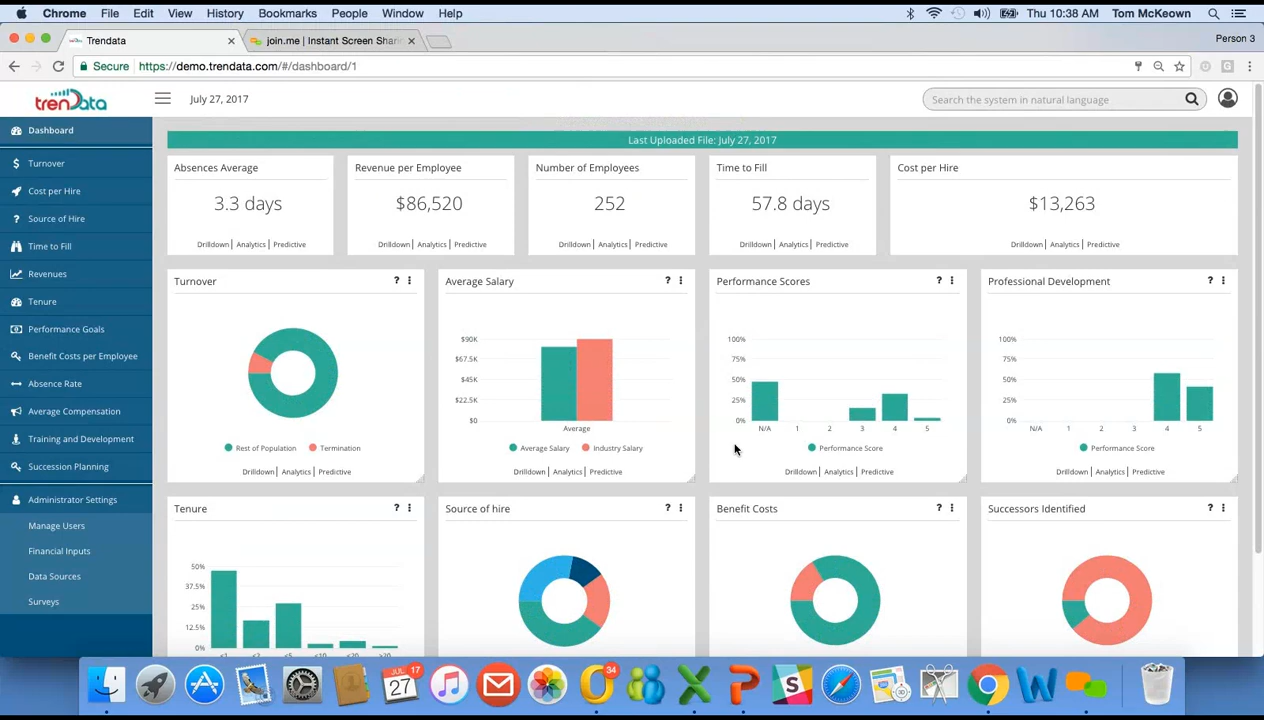 Chrome File Edit View History Bookmarks People Window Help Thu 10:38 AM Tom McKeown
Trendata join.me | Instant Screen Shari Person 3
Secure https://demo.trendata.com/#/dashboard/1
trenData July 27, 2017 Search the system in natural language
Last Uploaded File: July 27, 2017
Dashboard
Turnover
Cost per Hire
Source of Hire
Time to Fill
Revenues
Tenure
Performance Goals
Benefit Costs per Employee
Absence Rate
Average Compensation
Training and Development
Succession Planning
Administrator Settings
Manage Users
Financial Inputs
Data Sources
Surveys
Absences Average
3.3 days
Drilldown | Analytics | Predictive
Revenue per Employee
$86,520
Drilldown | Analytics | Predictive
Number of Employees
252
Drilldown | Analytics | Predictive
Time to Fill
57.8 days
Drilldown | Analytics | Predictive
Cost per Hire
$13,263
Drilldown | Analytics | Predictive
Turnover ?
Rest of Population Termination
Drilldown | Analytics | Predictive
Average Salary ?
$90K
$67.5K
$45K
$22.5K
$0
Average
Average Salary Industry Salary
Drilldown | Analytics | Predictive
Performance Scores ?
100%
75%
50%
25%
0%
N/A 1 2 3 4 5
Performance Score
Drilldown | Analytics | Predictive
Professional Development ?
100%
75%
50%
25%
0%
N/A 1 2 3 4 5
Performance Score
Drilldown | Analytics | Predictive
Tenure ?
50%
37.5%
25%
12.5%
0%
Source of hire ?
Benefit Costs ?
Successors Identified ?
JUL 17
27
34